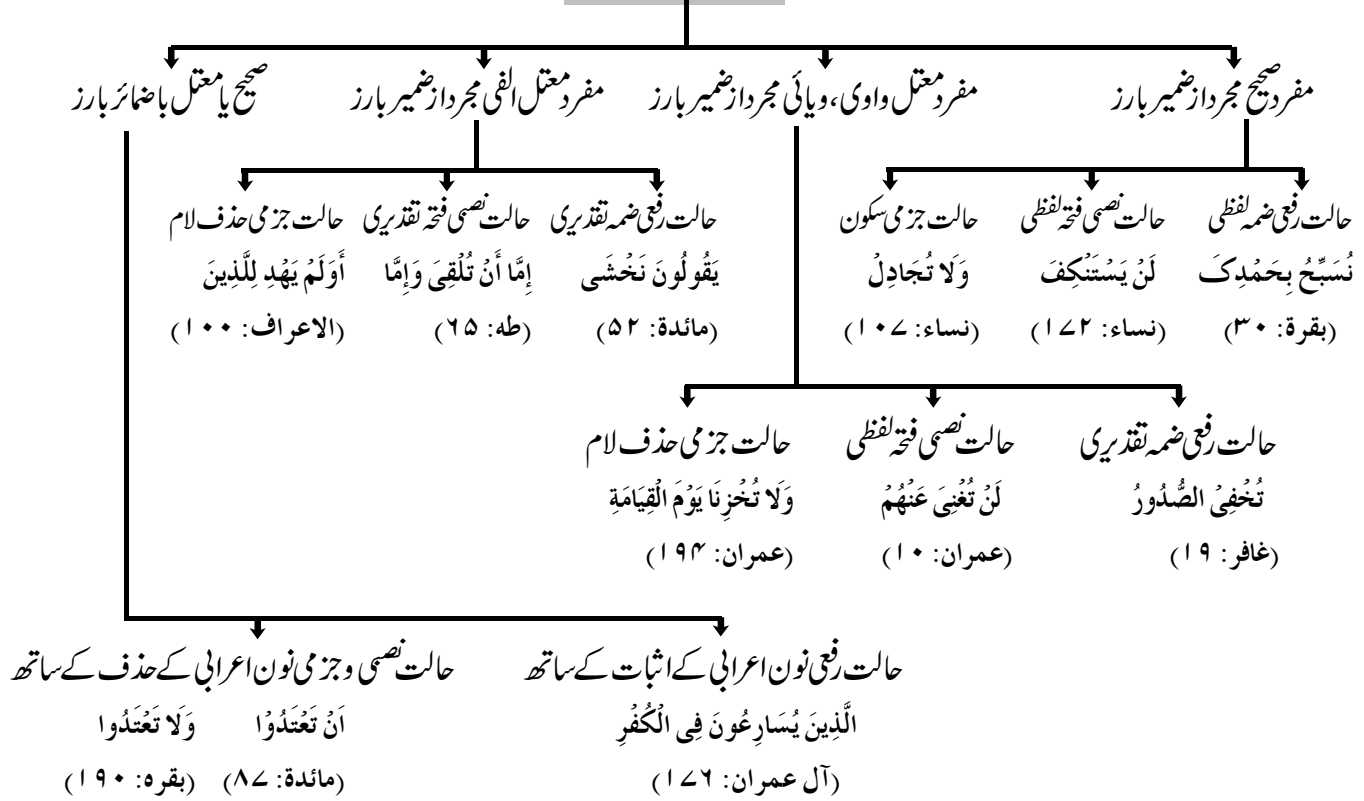 مفرد صحیح مجرد از ضمیر بارز
مفرد معتل واوی، ویائی مجرد از ضمیر بارز
مفرد معتل الفی مجرد از ضمیر بارز
صحیح یا معتل با ضمائر بارز
حالت رفعی ضمہ لفظی
نُسَبِّحُ بِحَمْدِکَ
(بقرة: ۳۰)
حالت نصبی فتحہ لفظی
لَنْ يَسْتَنْكِفَ
(نساء: ۱۷۲)
حالت جزمی سکون
وَلَا تُجَادِلْ
(نساء: ۱۰۷)
حالت رفعی ضمہ تقدیری
يَقُولُونَ نَخْشَى
(مائدة: ۵۲)
حالت نصبی فتحہ تقدیری
إِمَّا أَنْ تُلْقِیَ وَإِمَّا
(طه: ۶۵)
حالت جزمی حذف لام
أَوَلَمْ يَهْدِ لِلَّذِينَ
(الاعراف: ۱۰۰)
حالت رفعی ضمہ تقدیری
تُخْفِیْ الصُّدُورُ
(غافر: ۱۹)
حالت نصبی فتحہ لفظی
لَنْ تُغْنِیَ عَنْهُمْ
(عمران: ۱۰)
حالت جزمی حذف لام
وَلَا تُخْزِنَا يَوْمَ الْقِيَامَةِ
(عمران: ۱۹۴)
حالت رفعی نون اعرابی کے اثبات کے ساتھ
الَّذِينَ يُسَارِعُونَ فِی الْكُفْرِ
(آل عمران: ۱۷۶)
حالت نصبی و جزمی نون اعرابی کے حذف کے ساتھ
اَنْ تَعْتَدُوْا وَلَا تَعْتَدُوا
(مائدة: ۸۷) (بقرہ: ۱۹۰)